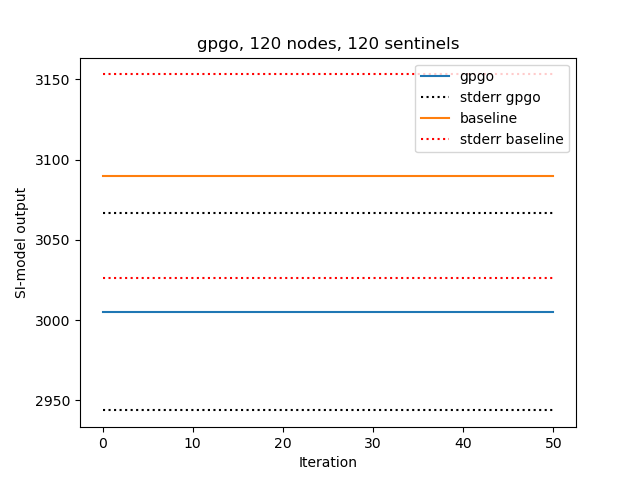 gpgo, 120 nodes, 120 sentinels
3150
3100
3050
3000
2950
SI-model output
gpgo
stderr gpgo
baseline
stderr baseline
0 10 20 30 40 50
Iteration